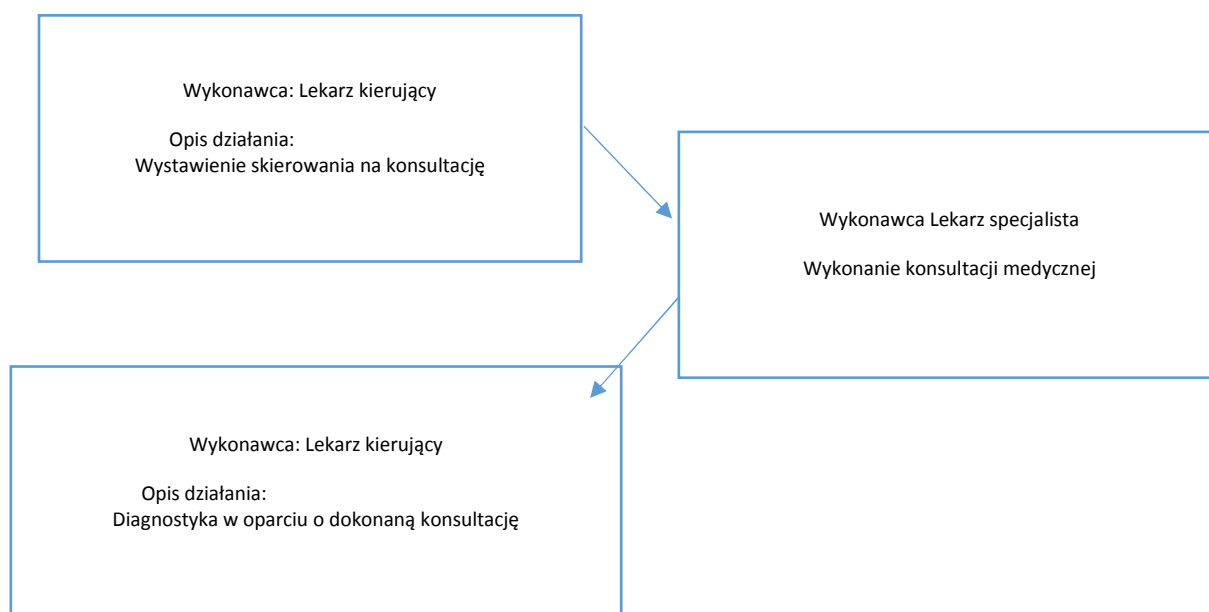 Wykonawca: Lekarz kierujący
Opis działania:
Wystawienie skierowania na konsultację
Wykonawca Lekarz specjalista
Wykonanie konsultacji medycznej
Wykonawca: Lekarz kierujący
Opis działania:
Diagnostyka w oparciu o dokonaną konsultację